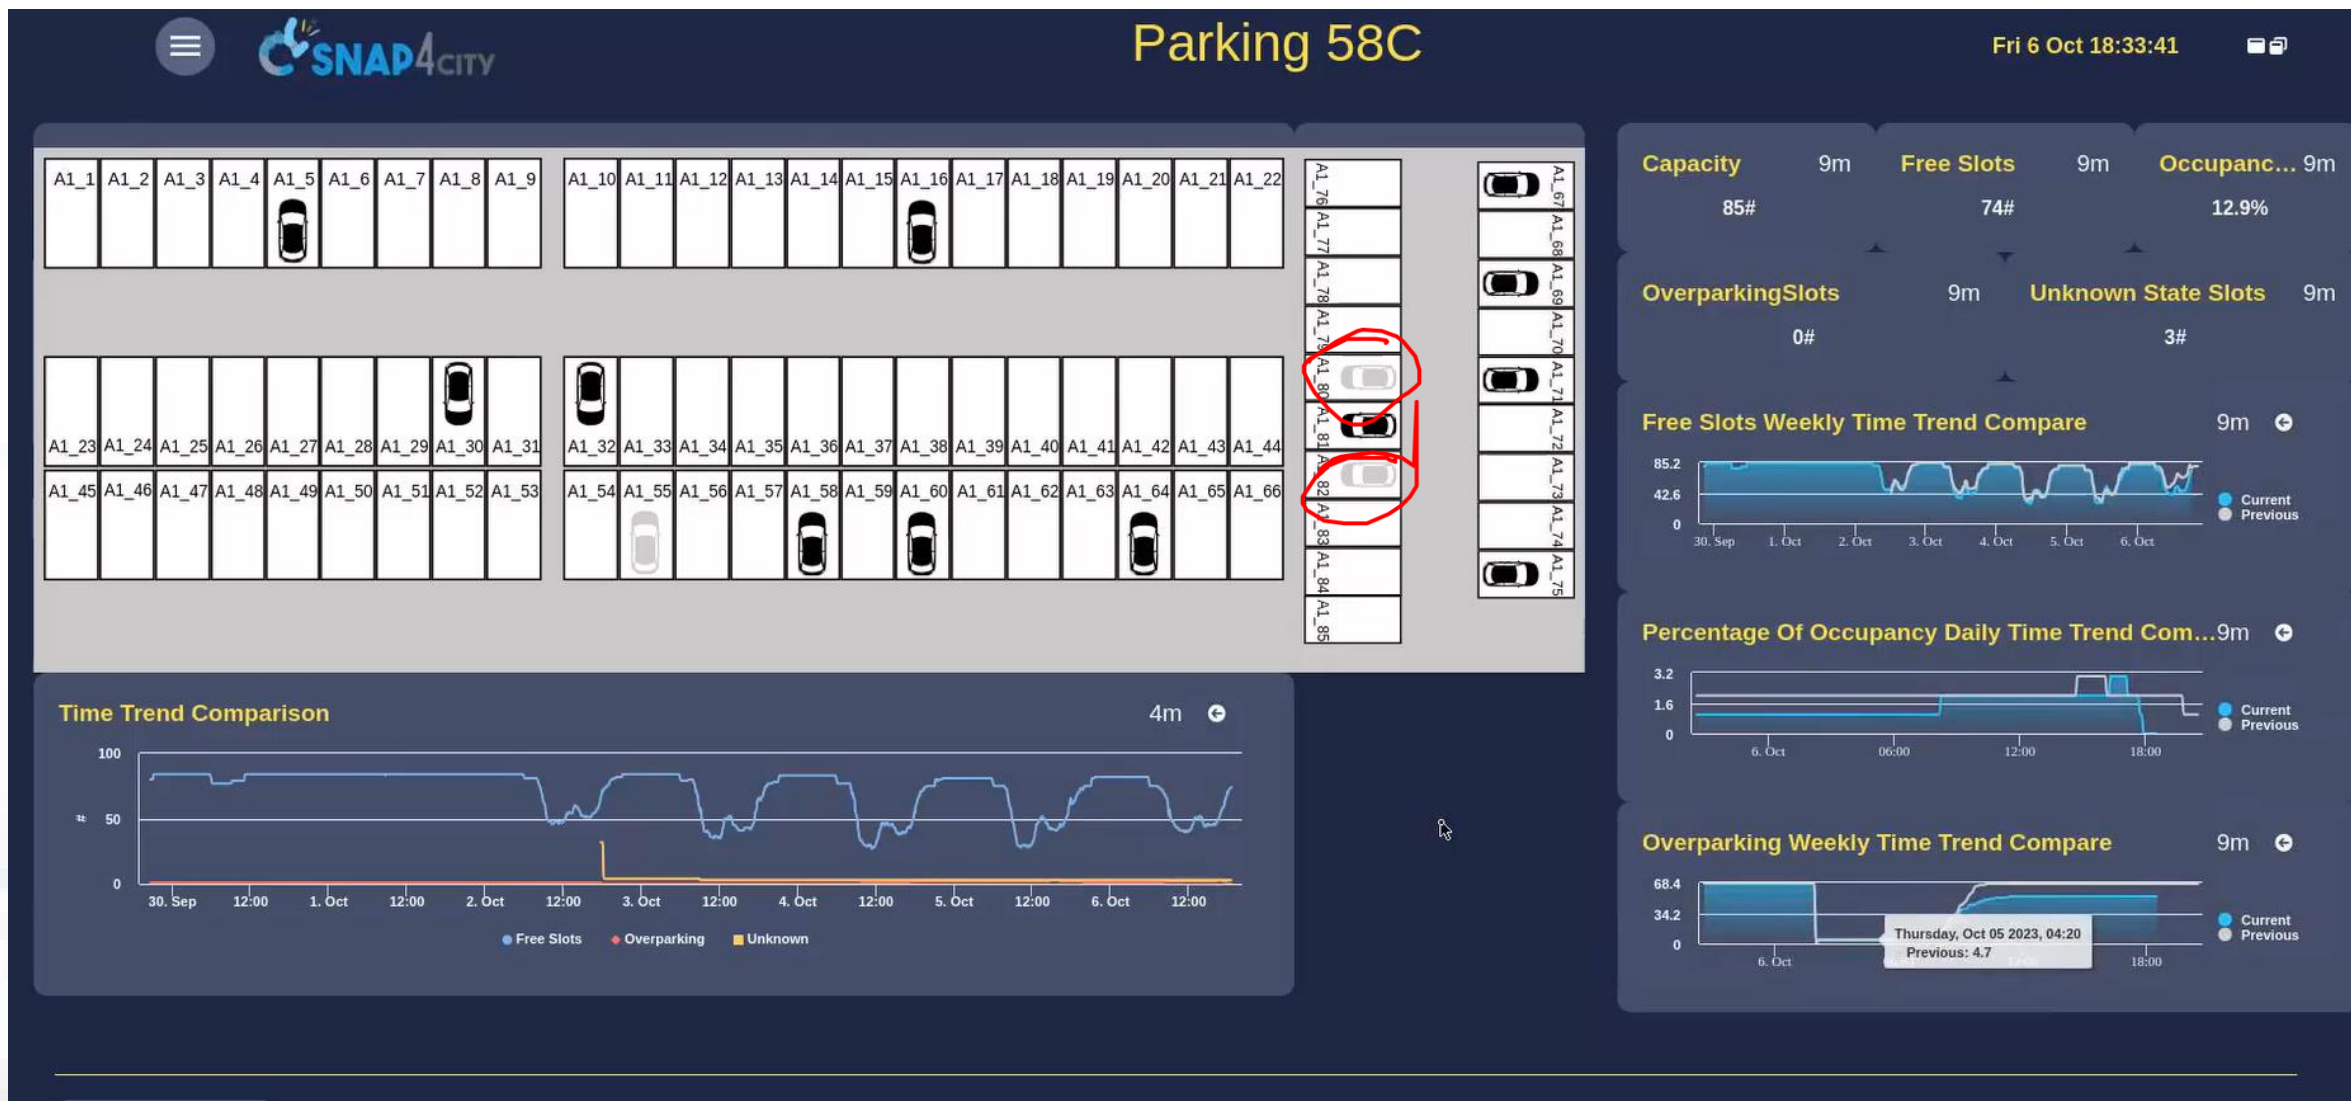 SNAP4CITY
Parking 58C
Fri 6 Oct 18:33:41
A1_1 A1_2 A1_3 A1_4 A1_5 A1_6 A1_7 A1_8 A1_9 A1_10 A1_11 A1_12 A1_13 A1_14 A1_15 A1_16 A1_17 A1_18 A1_19 A1_20 A1_21 A1_22
A1_23 A1_24 A1_25 A1_26 A1_27 A1_28 A1_29 A1_30 A1_31 A1_32 A1_33 A1_34 A1_35 A1_36 A1_37 A1_38 A1_39 A1_40 A1_41 A1_42 A1_43 A1_44
A1_45 A1_46 A1_47 A1_48 A1_49 A1_50 A1_51 A1_52 A1_53 A1_54 A1_55 A1_56 A1_57 A1_58 A1_59 A1_60 A1_61 A1_62 A1_63 A1_64 A1_65 A1_66
A1_76
A1_77
A1_78
A1_79
A1_80
A1_81
A1_82
A1_83
A1_84
A1_85
A1_67
A1_68
A1_69
A1_70
A1_71
A1_72
A1_73
A1_74
A1_75
Capacity 9m
85#
Free Slots 9m
74#
Occupanc... 9m
12.9%
OverparkingSlots 9m
0#
Unknown State Slots 9m
3#
Free Slots Weekly Time Trend Compare 9m
85.2
42.6
0
30. Sep 1. Oct 2. Oct 3. Oct 4. Oct 5. Oct 6. Oct
Current
Previous
Percentage Of Occupancy Daily Time Trend Com... 9m
3.2
1.6
0
6. Oct 06:00 12:00 18:00
Current
Previous
Overparking Weekly Time Trend Compare 9m
68.4
34.2
0
6. Oct 18:00
Thursday, Oct 05 2023, 04:20
Previous: 4.7
Current
Previous
Time Trend Comparison 4m
100
50
0
#
30. Sep 12:00 1. Oct 12:00 2. Oct 12:00 3. Oct 12:00 4. Oct 12:00 5. Oct 12:00 6. Oct 12:00
Free Slots Overparking Unknown